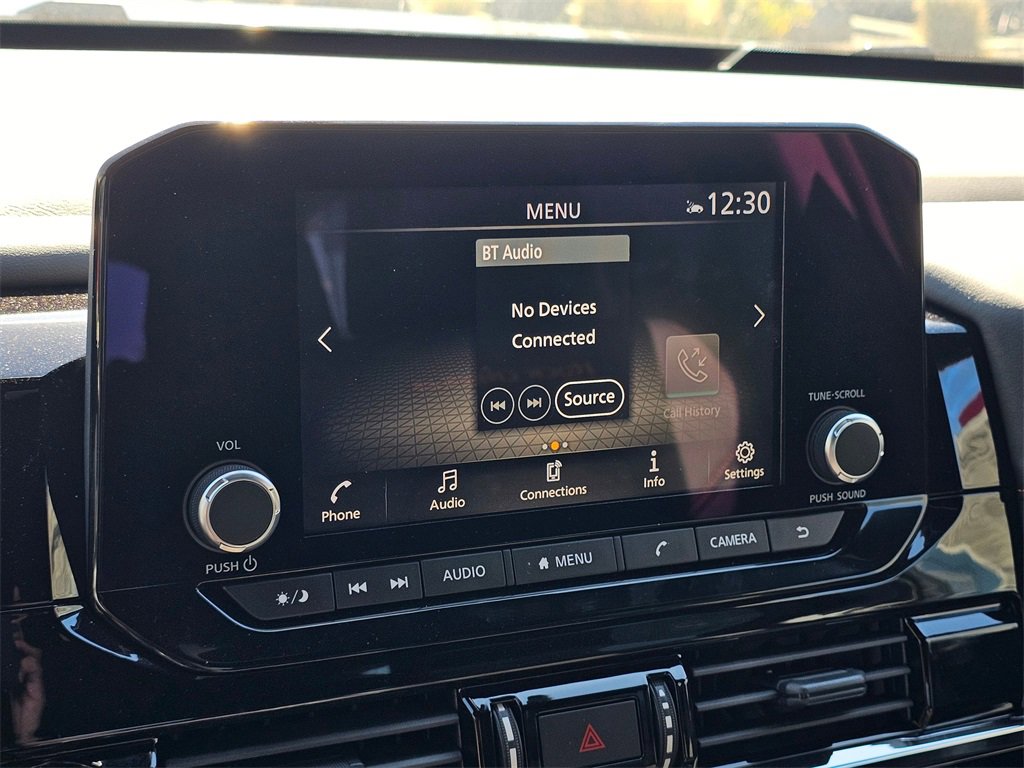 MENU
12:30
BT Audio
No Devices
Connected
Source
Call History
Phone
Audio
Connections
Info
Settings
VOL
PUSH
TUNE·SCROLL
PUSH SOUND
AUDIO
MENU
CAMERA